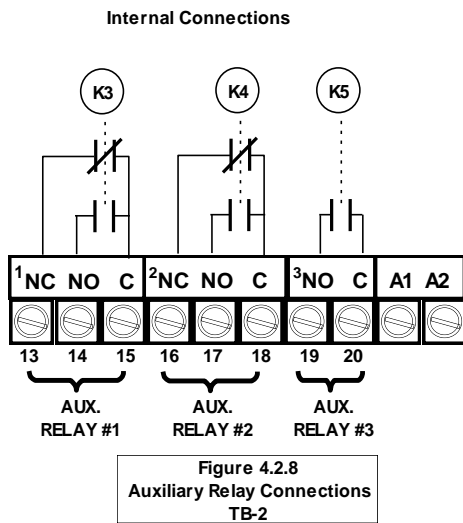 Internal Connections
K3 K4 K5
1NC NO C 2NC NO C 3NO C A1 A2
13 14 15 16 17 18 19 20
AUX.
RELAY #1
AUX.
RELAY #2
AUX.
RELAY #3
Figure 4.2.8
Auxiliary Relay Connections
TB-2